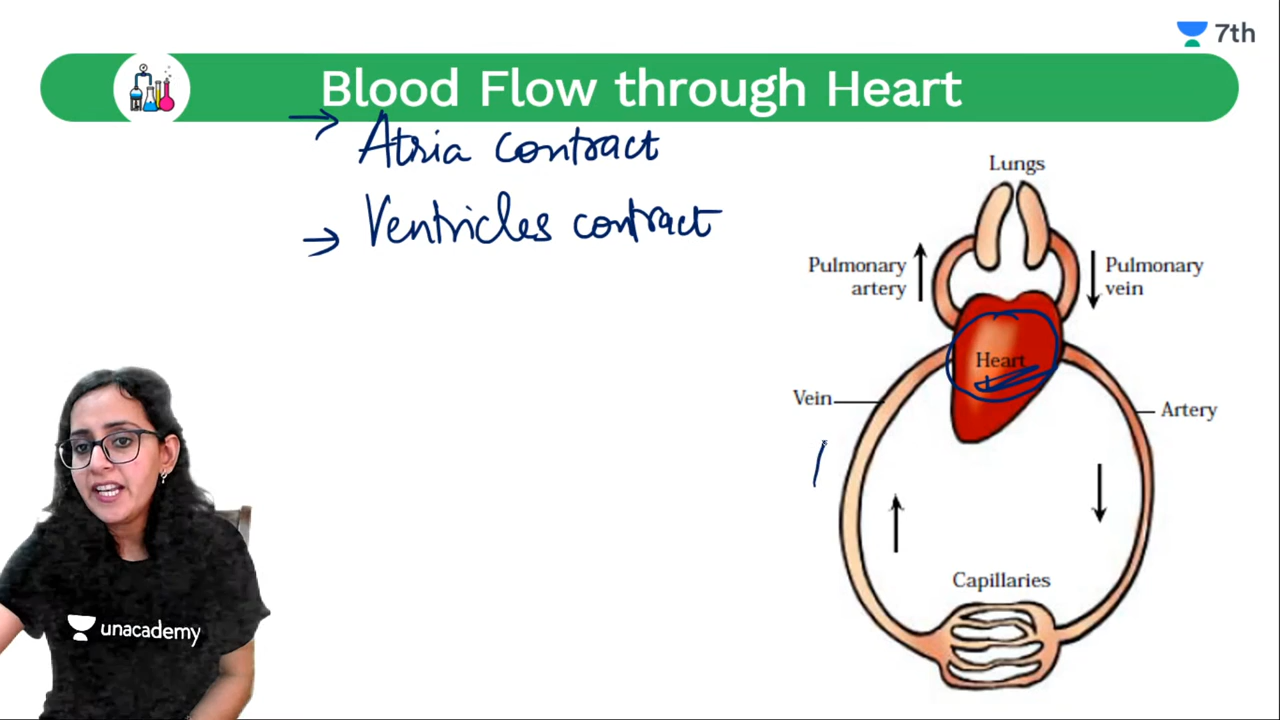 7th
Blood Flow through Heart
→ Atria contract
→ Ventricles contract
Lungs
Pulmonary
artery
Pulmonary
vein
Heart
Vein
Artery
Capillaries
unacademy